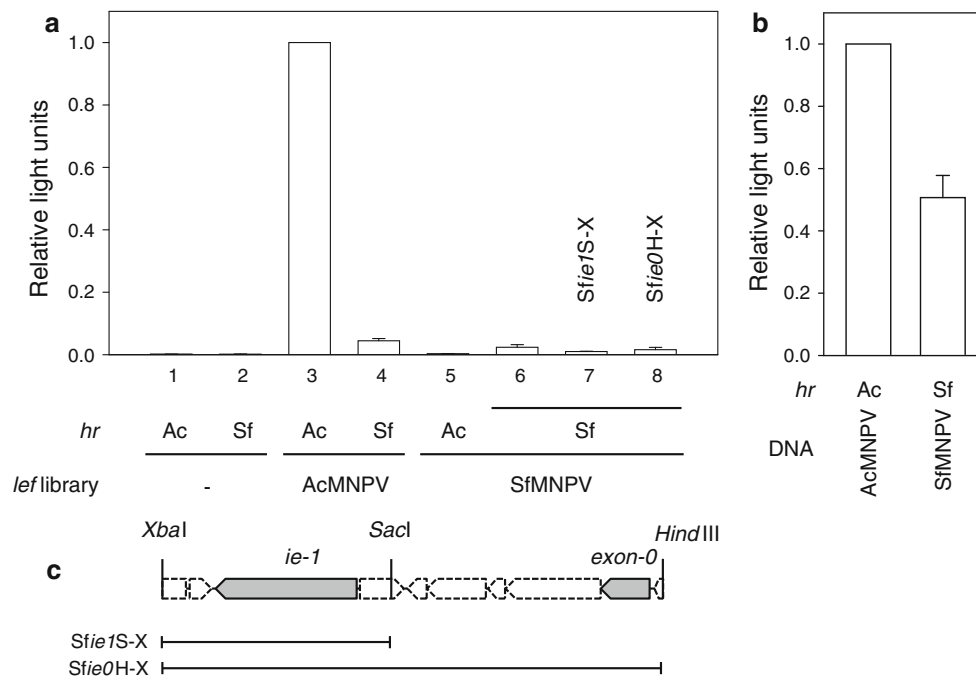 a
Relative light units
1.0
0.8
0.6
0.4
0.2
0.0
Sfie1S-X
Sfie0H-X
1 2 3 4 5 6 7 8
hr Ac Sf Ac Sf Ac Sf
lef library - AcMNPV SfMNPV
b
Relative light units
1.0
0.8
0.6
0.4
0.2
0.0
hr Ac Sf
DNA AcMNPV SfMNPV
c
XbaI SacI HindIII
ie-1 exon-0
Sfie1S-X
Sfie0H-X